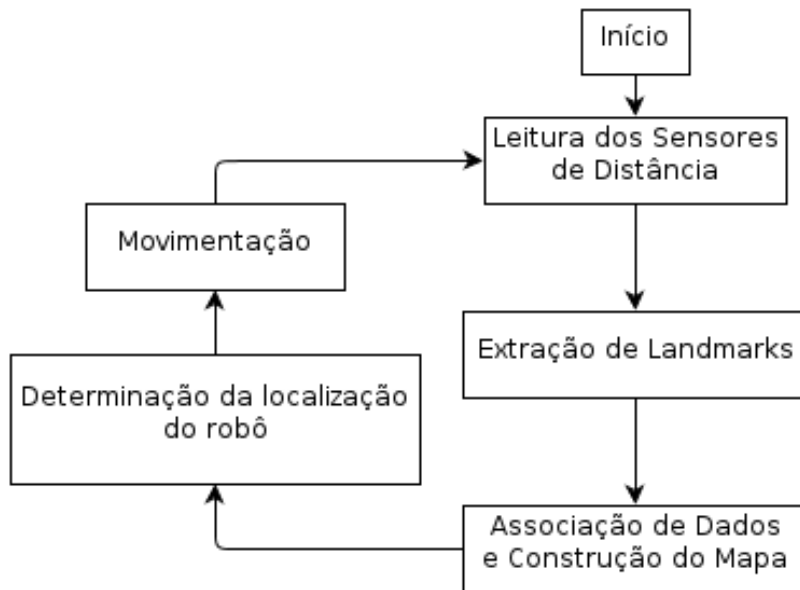 Início
Leitura dos Sensores
de Distância
Movimentação
Extração de Landmarks
Determinação da localização
do robô
Associação de Dados
e Construção do Mapa